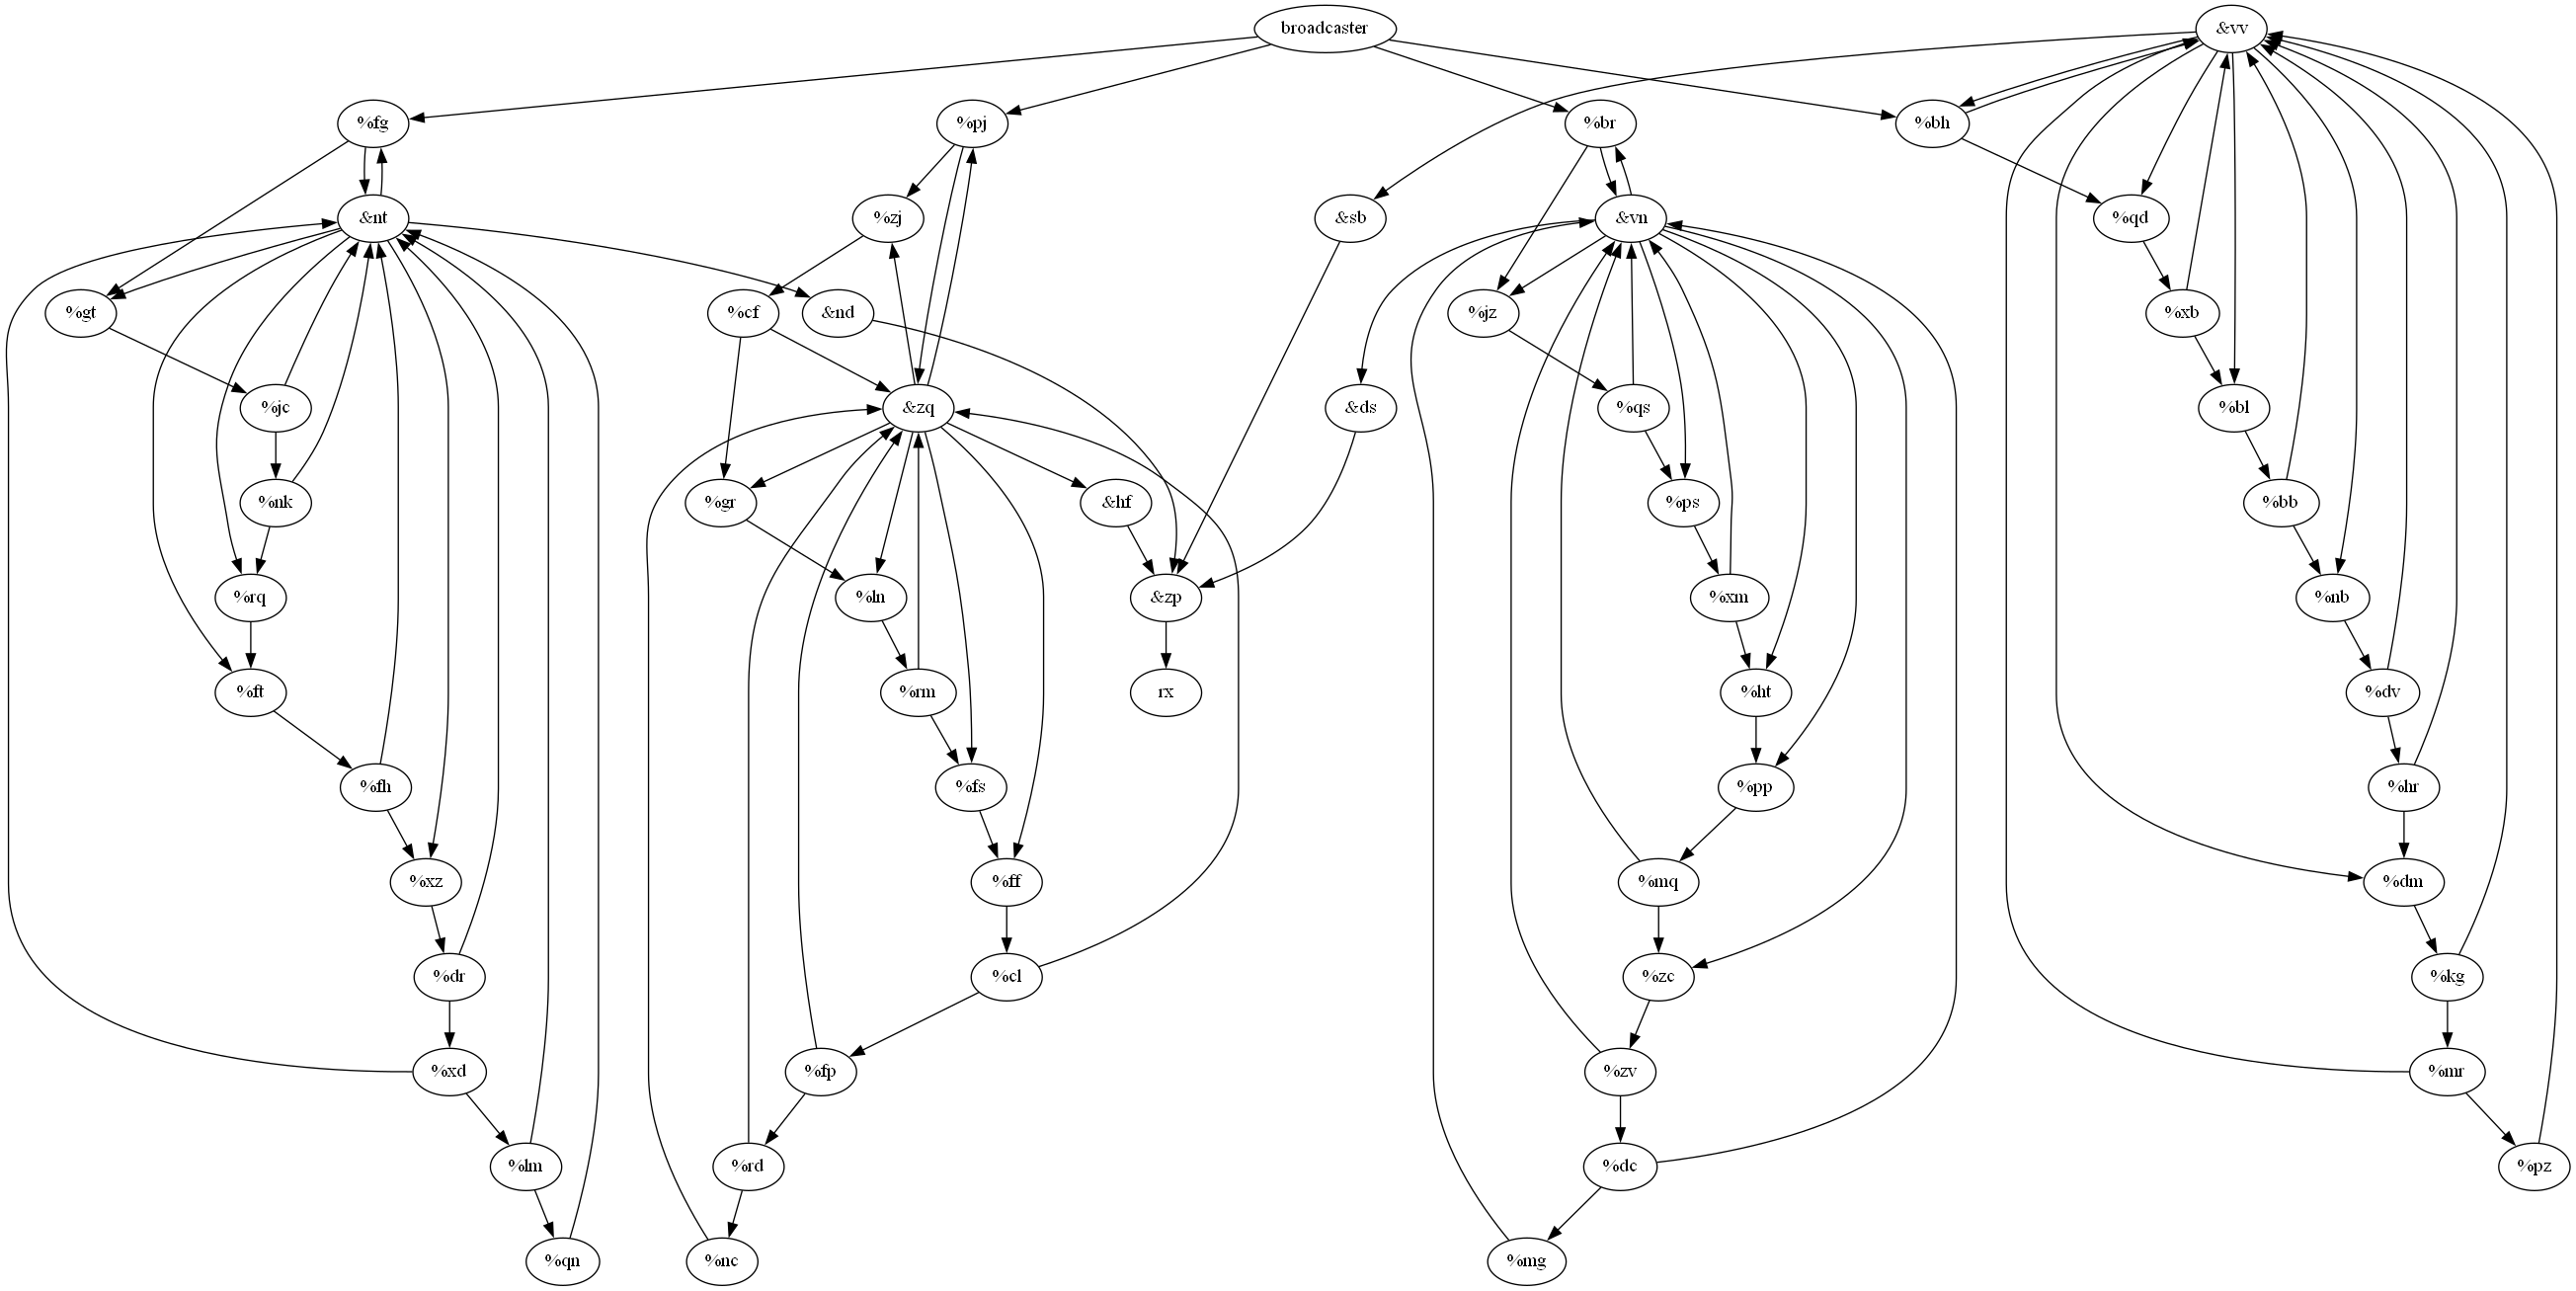 broadcaster
&vv
%fg
%pj
%br
%bh
&nt
%zj
&sb
&vn
%qd
%gt
%cf
&nd
%jz
%xb
%jc
&zq
&ds
%qs
%bl
%nk
%gr
&hf
%ps
%bb
%rq
%ln
&zp
%xm
%nb
%ft
%rm
rx
%ht
%dv
%fh
%fs
%pp
%hr
%xz
%ff
%mq
%dm
%dr
%cl
%zc
%kg
%xd
%fp
%zv
%mr
%lm
%rd
%dc
%pz
%qn
%nc
%mg